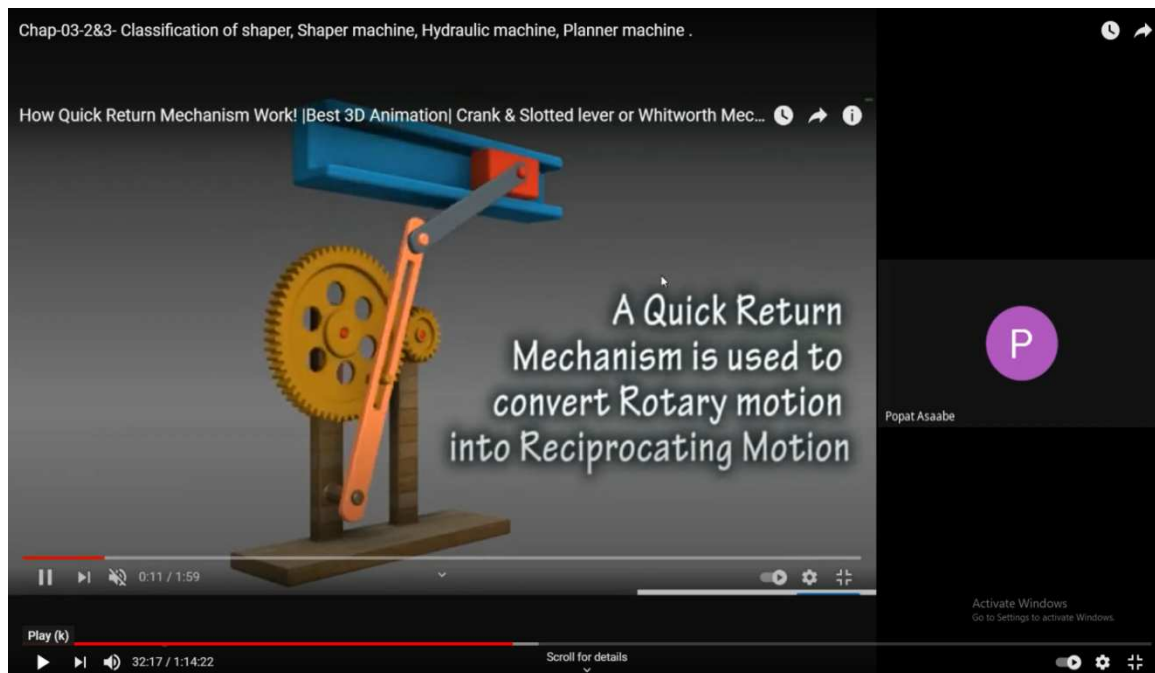 Chap-03-2&3- Classification of shaper, Shaper machine, Hydraulic machine, Planner machine .
How Quick Return Mechanism Work! |Best 3D Animation| Crank & Slotted lever or Whitworth Mec...
A Quick Return
Mechanism is used to
convert Rotary motion
into Reciprocating Motion
P
Popat Asaabe
0:11 / 1:59
Activate Windows
Go to Settings to activate Windows.
Play (k)
32:17 / 1:14:22
Scroll for details